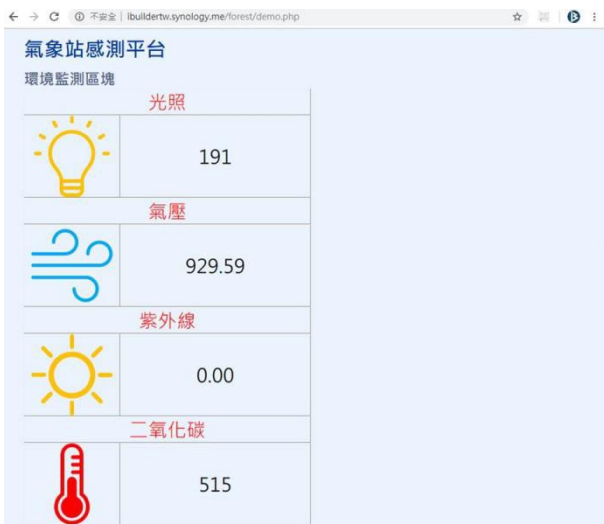 不安全 | ibuildertw.synology.me/forest/demo.php
氣象站感測平台
環境監測區塊
光照
191
氣壓
929.59
紫外線
0.00
二氧化碳
515